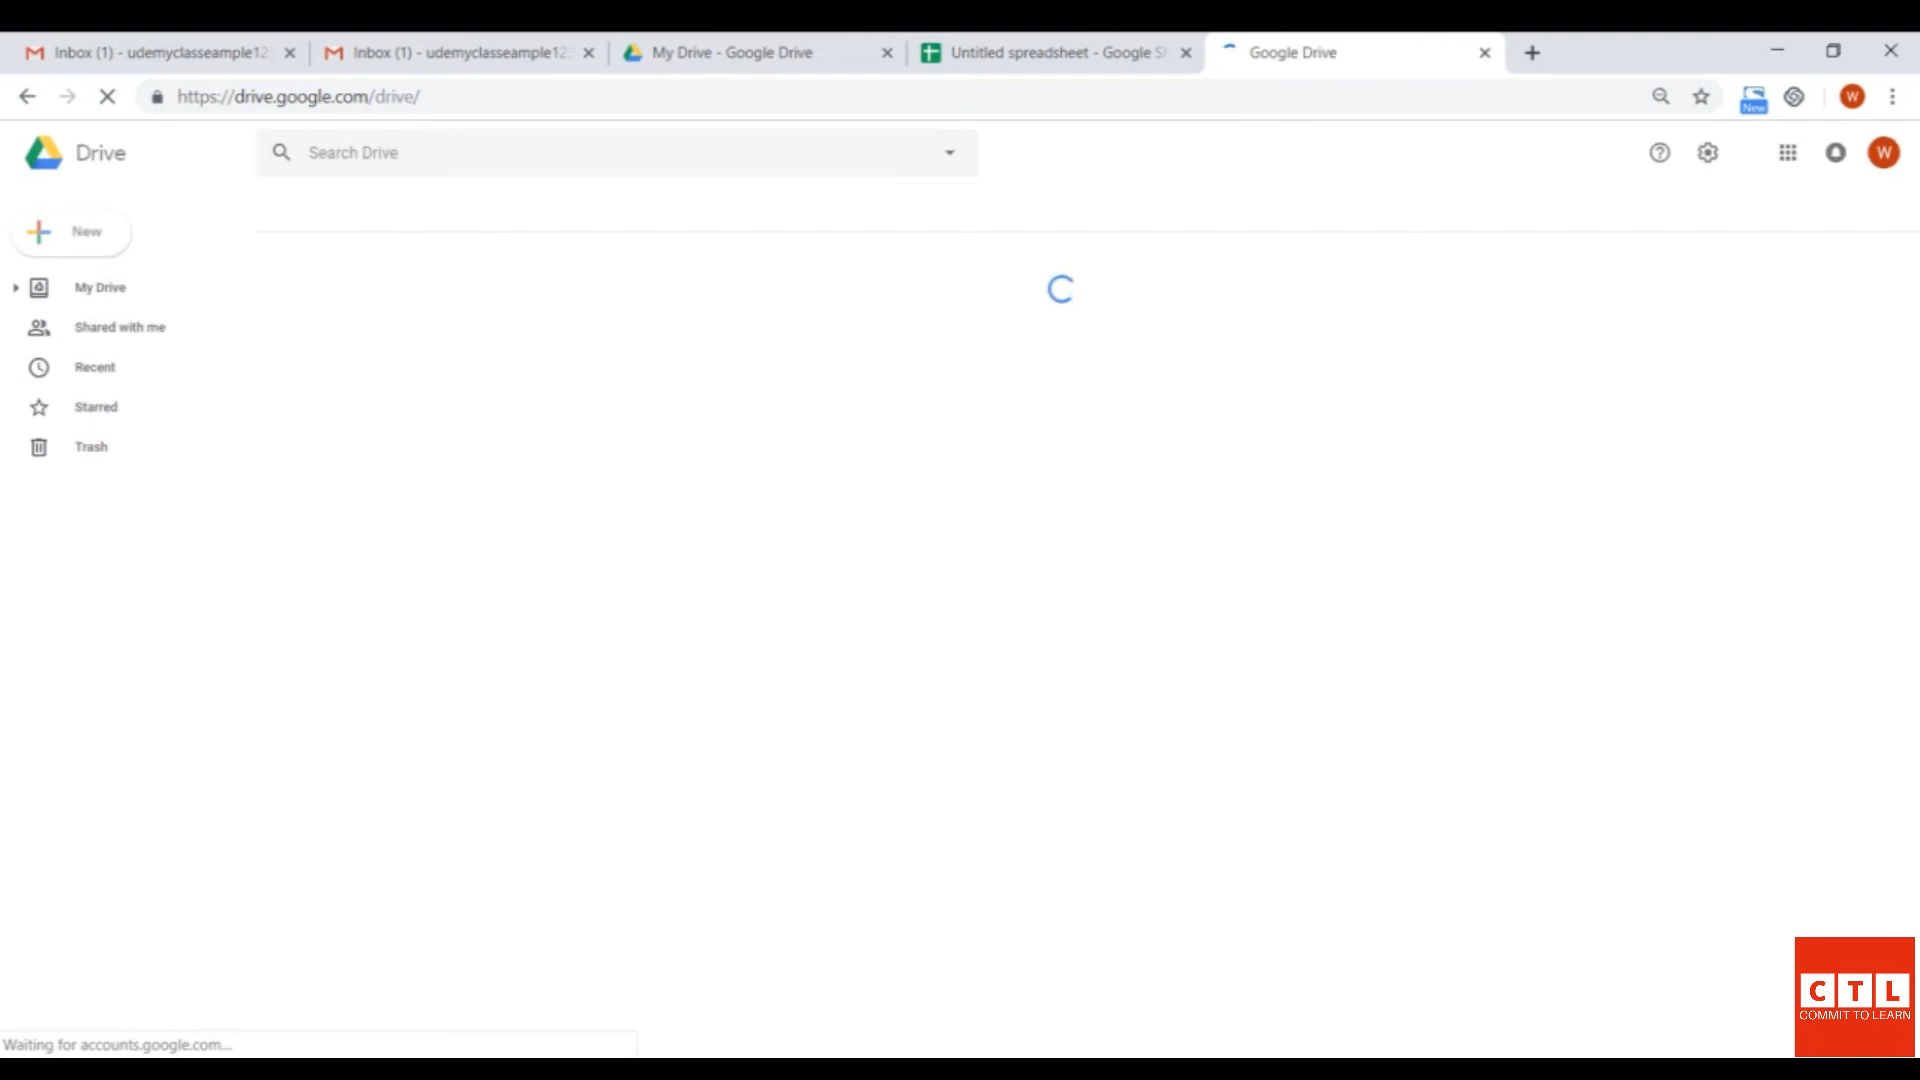 Inbox (1) - udemyclasseample12
Inbox (1) - udemyclasseample12
My Drive - Google Drive
Untitled spreadsheet - Google Sh
Google Drive
https://drive.google.com/drive/
New
W
Drive
Search Drive
W
New
My Drive
Shared with me
Recent
Starred
Trash
CTL
COMMIT TO LEARN
Waiting for accounts.google.com...